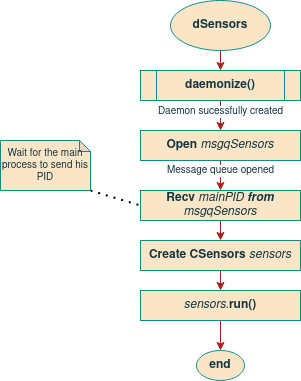 dSensors
daemonize()
Daemon sucessfully created
Open msgqSensors
Message queue opened
Wait for the main
process to send his
PID
Recv mainPID from
msgqSensors
Create CSensors sensors
sensors.run()
end